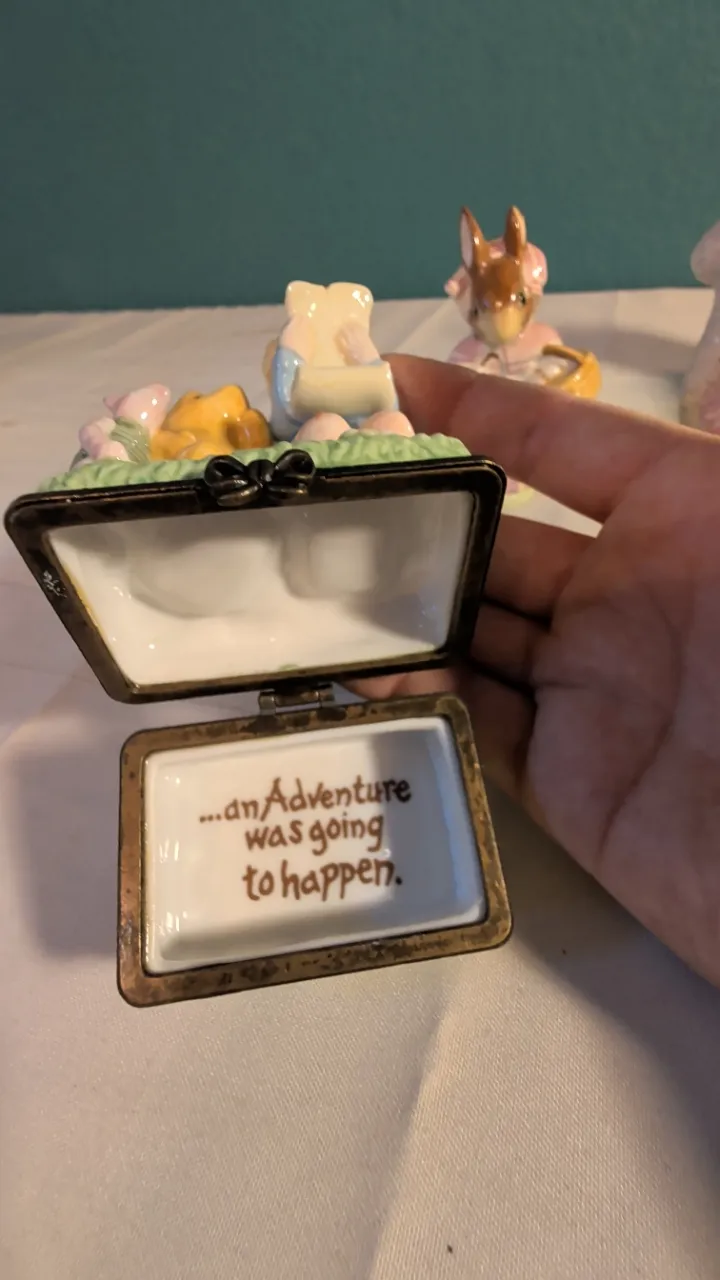 ...an Adventure
was going
to happen.